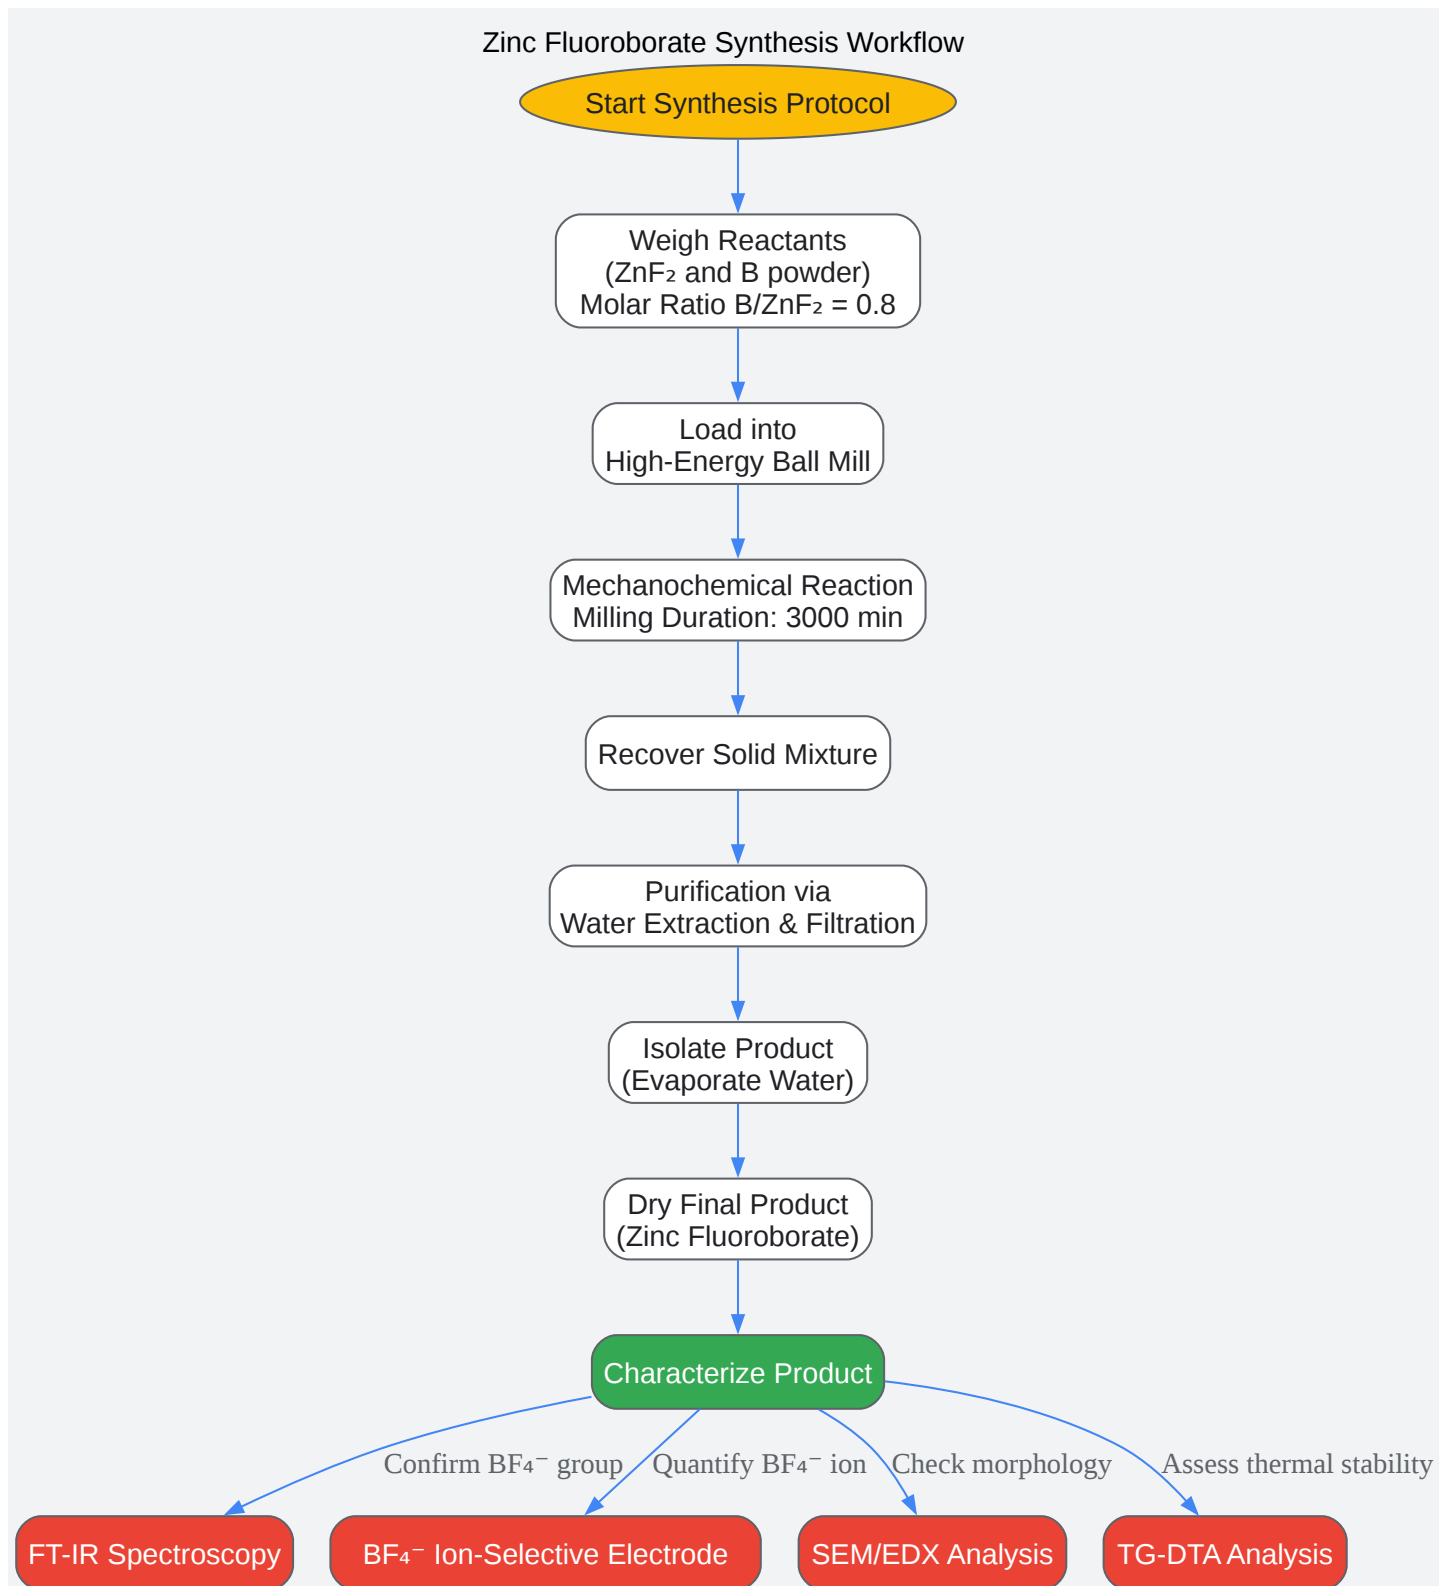 Zinc Fluoroborate Synthesis Workflow
Start Synthesis Protocol
Weigh Reactants
(ZnF₂ and B powder)
Molar Ratio B/ZnF₂ = 0.8
Load into
High-Energy Ball Mill
Mechanochemical Reaction
Milling Duration: 3000 min
Recover Solid Mixture
Purification via
Water Extraction & Filtration
Isolate Product
(Evaporate Water)
Dry Final Product
(Zinc Fluoroborate)
Characterize Product
Confirm BF₄⁻ group
Quantify BF₄⁻ ion
Check morphology
Assess thermal stability
FT-IR Spectroscopy
BF₄⁻ Ion-Selective Electrode
SEM/EDX Analysis
TG-DTA Analysis